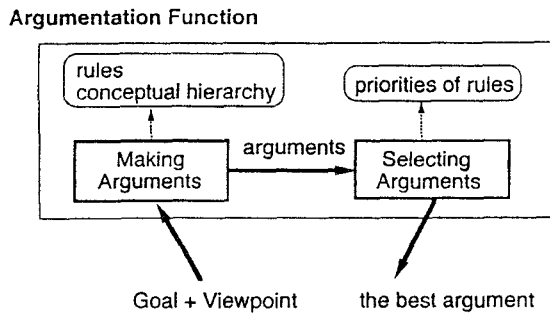 Argumentation Function
rules
conceptual hierarchy
priorities of rules
Making
Arguments
arguments
Selecting
Arguments
Goal + Viewpoint
the best argument